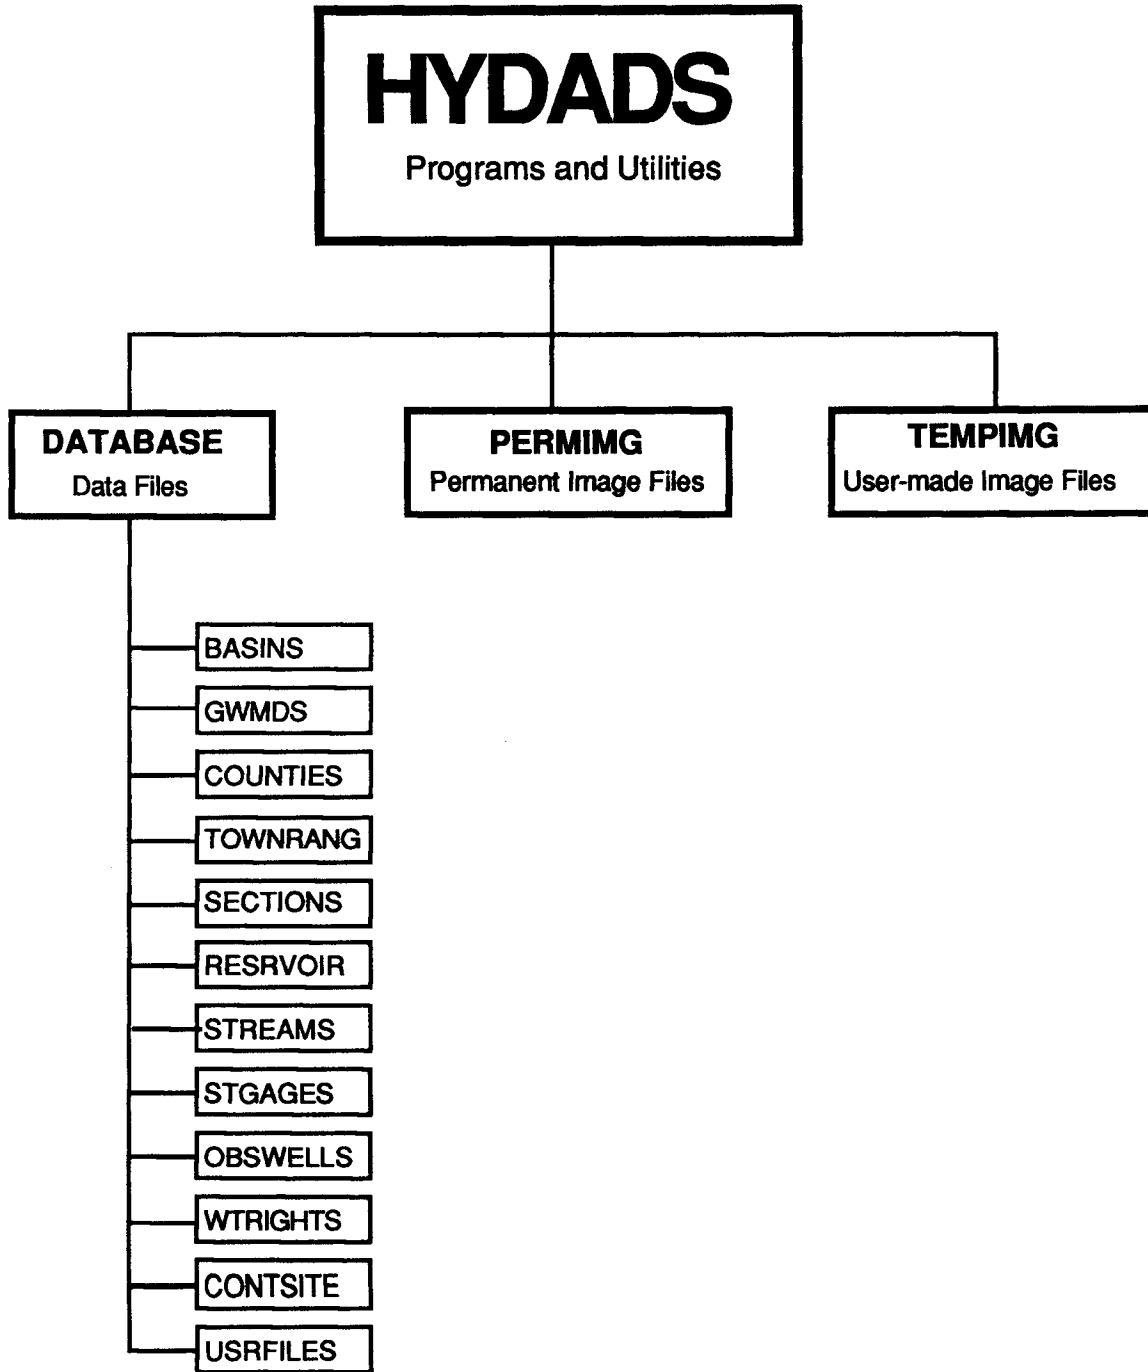 HYDADS
Programs and Utilities
DATABASE
Data Files
PERMIMG
Permanent Image Files
TEMPIMG
User-made Image Files
BASINS
GWMDS
COUNTIES
TOWNRANG
SECTIONS
RESRVOIR
STREAMS
STGAGES
OBSWELLS
WTRIGHTS
CONTSITE
USRFILES